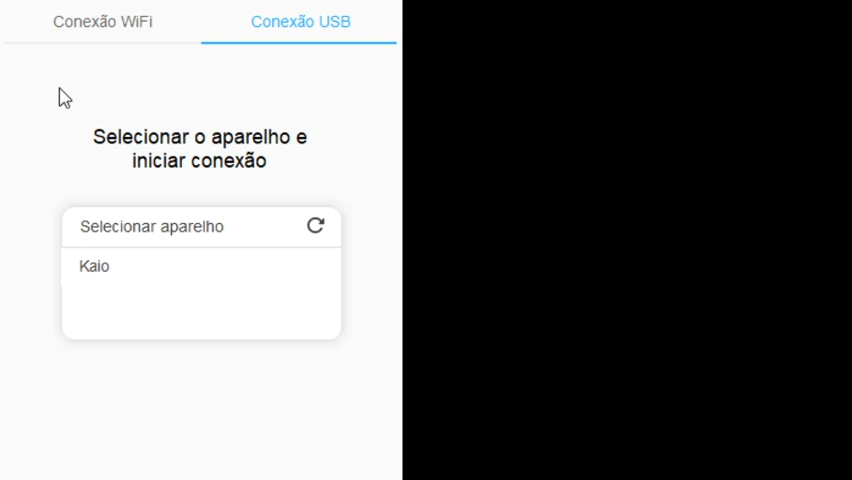 Conexão WiFi
Conexão USB
Selecionar o aparelho e
iniciar conexão
Selecionar aparelho
Kaio